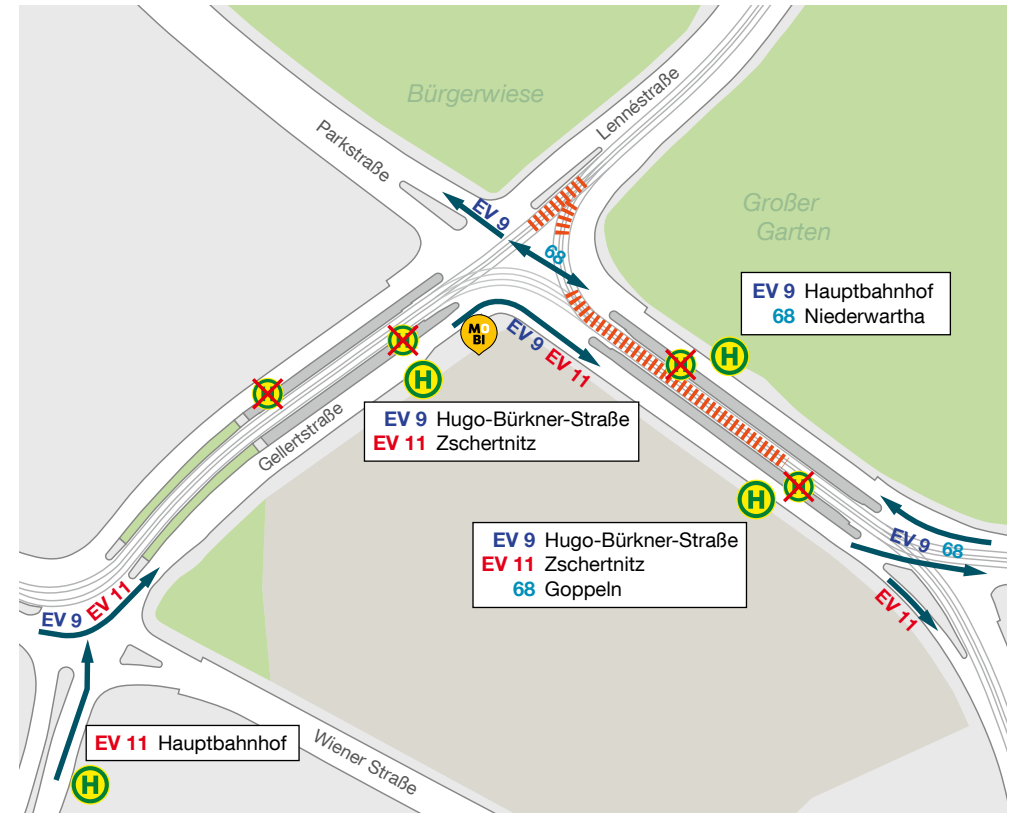 Bürgerwiese
Lennéstraße
Parkstraße
Großer
Garten
EV 9
68
EV 9 Hauptbahnhof
68 Niederwartha
MOBI
H
H
EV 9 EV 11
H
H
H
EV 9 Hugo-Bürkner-Straße
EV 11 Zschertnitz
Gellertstraße
H
H
EV 9 Hugo-Bürkner-Straße
EV 11 Zschertnitz
68 Goppeln
EV 9 68
EV 11
EV 9 EV 11
EV 11 Hauptbahnhof
H
Wiener Straße